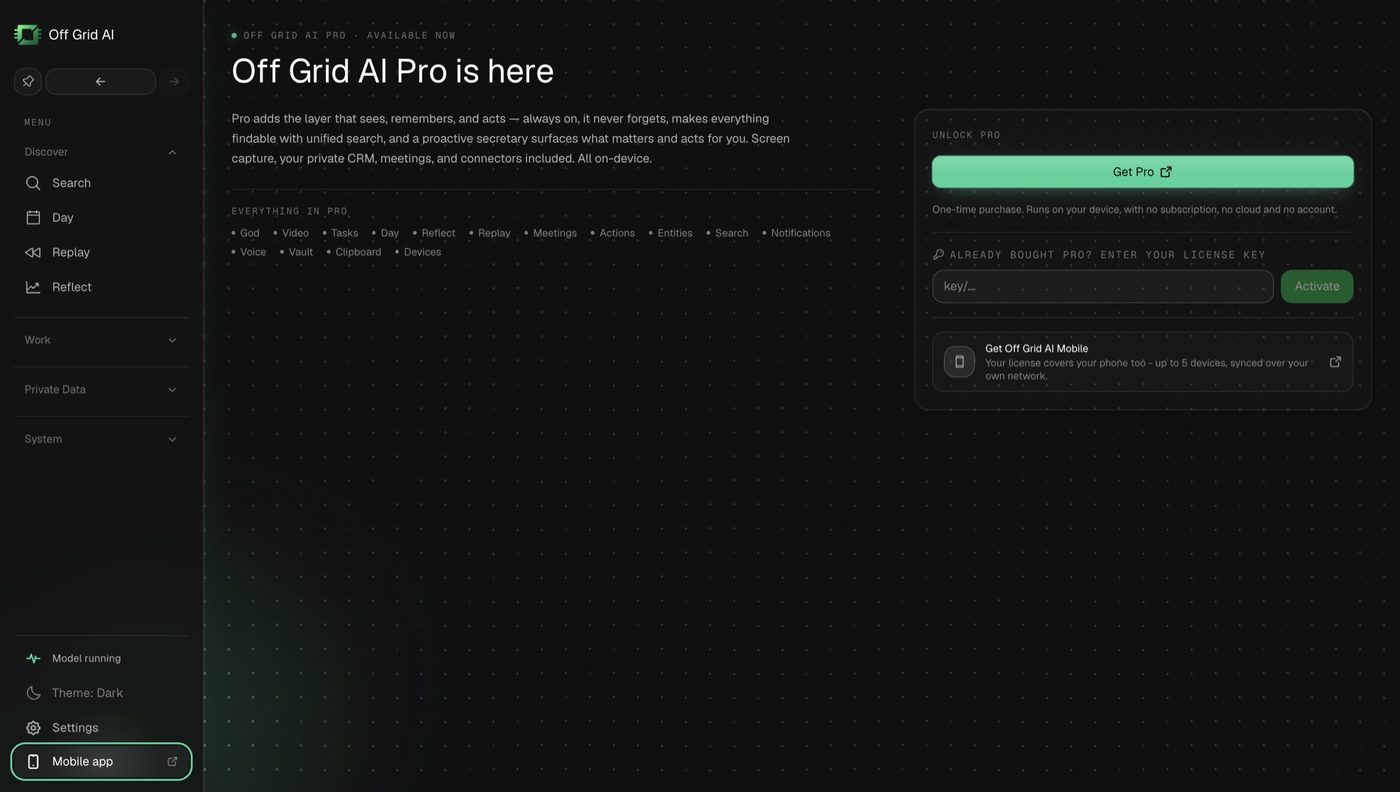 Off Grid AI
MENU
Discover
Search
Day
Replay
Reflect
Work
Private Data
System
Model running
Theme: Dark
Settings
Mobile app
OFF GRID AI PRO · AVAILABLE NOW
Off Grid AI Pro is here
Pro adds the layer that sees, remembers, and acts — always on, it never forgets, makes everything
findable with unified search, and a proactive secretary surfaces what matters and acts for you. Screen
capture, your private CRM, meetings, and connectors included. All on-device.
EVERYTHING IN PRO
• God • Video • Tasks • Day • Reflect • Replay • Meetings • Actions • Entities • Search • Notifications
• Voice • Vault • Clipboard • Devices
UNLOCK PRO
Get Pro
One-time purchase. Runs on your device, with no subscription, no cloud and no account.
ALREADY BOUGHT PRO? ENTER YOUR LICENSE KEY
key/...
Activate
Get Off Grid AI Mobile
Your license covers your phone too - up to 5 devices, synced over your
own network.